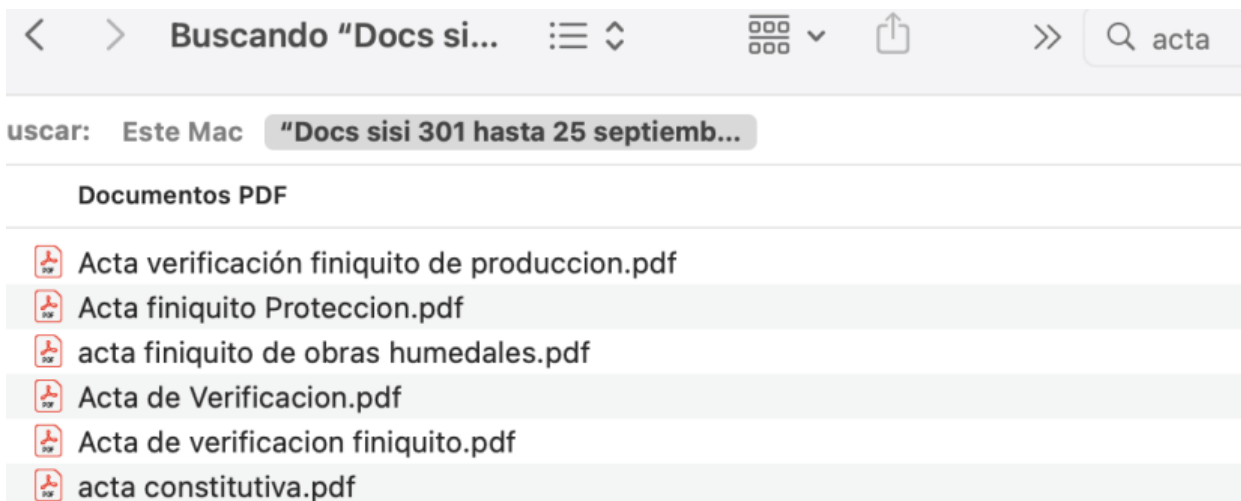 Buscando “Docs si... acta
uscar: Este Mac “Docs sisi 301 hasta 25 septiemb...
Documentos PDF
Acta verificación finiquito de produccion.pdf
Acta finiquito Proteccion.pdf
acta finiquito de obras humedales.pdf
Acta de Verificacion.pdf
Acta de verificacion finiquito.pdf
acta constitutiva.pdf